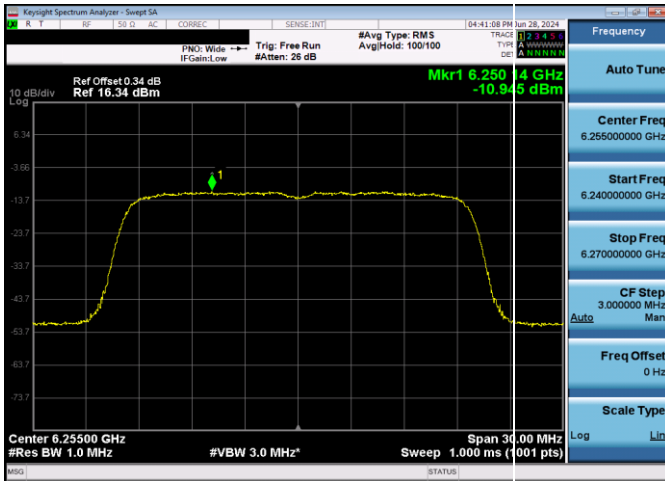 Keysight Spectrum Analyzer - Swept SA
R T RF 50 Ω AC CORREC SENSE:INT 04:41:08 PM Jun 28, 2024
#Avg Type: RMS TRACE 1 2 3 4 5 6
PNO: Wide Trig: Free Run Avg|Hold: 100/100 TYPE A WWWWW
IFGain:Low #Atten: 26 dB DET A N N N N N
Mkr1 6.250 14 GHz
Ref Offset 0.34 dB
10 dB/div Ref 16.34 dBm -10.945 dBm
Log
6.34
-3.66
1
-13.7
-23.7
-33.7
-43.7
-53.7
-63.7
-73.7
Center 6.25500 GHz Span 30.00 MHz
#Res BW 1.0 MHz #VBW 3.0 MHz* Sweep 1.000 ms (1001 pts)
MSG STATUS
Frequency
Auto Tune
Center Freq
6.255000000 GHz
Start Freq
6.240000000 GHz
Stop Freq
6.270000000 GHz
CF Step
3.000000 MHz
Auto Man
Freq Offset
0 Hz
Scale Type
Log Lin